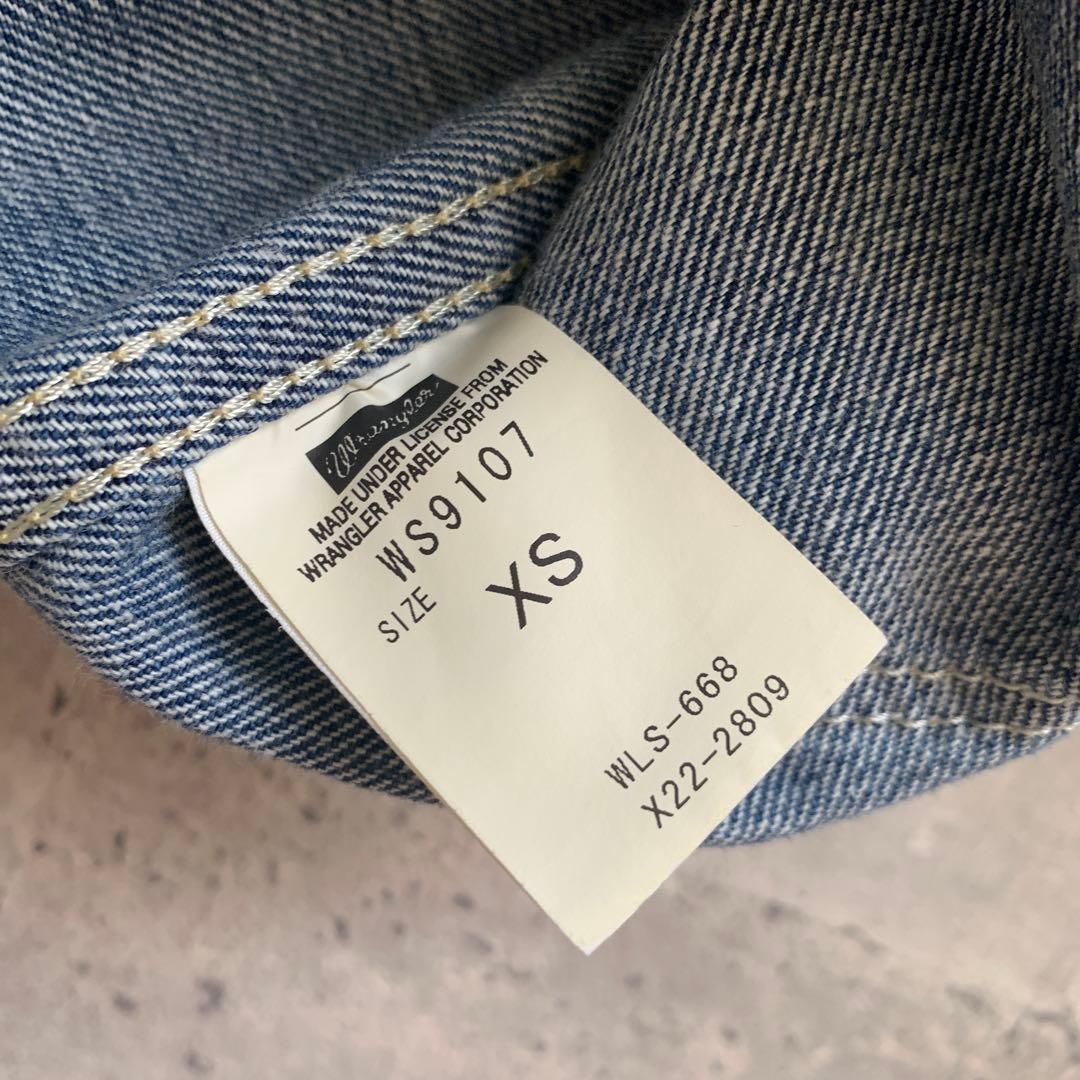 Wrangler
MADE UNDER LICENSE FROM
WRANGLER APPAREL CORPORATION
WS9107
SIZE XS
WLS-668
X22-2809